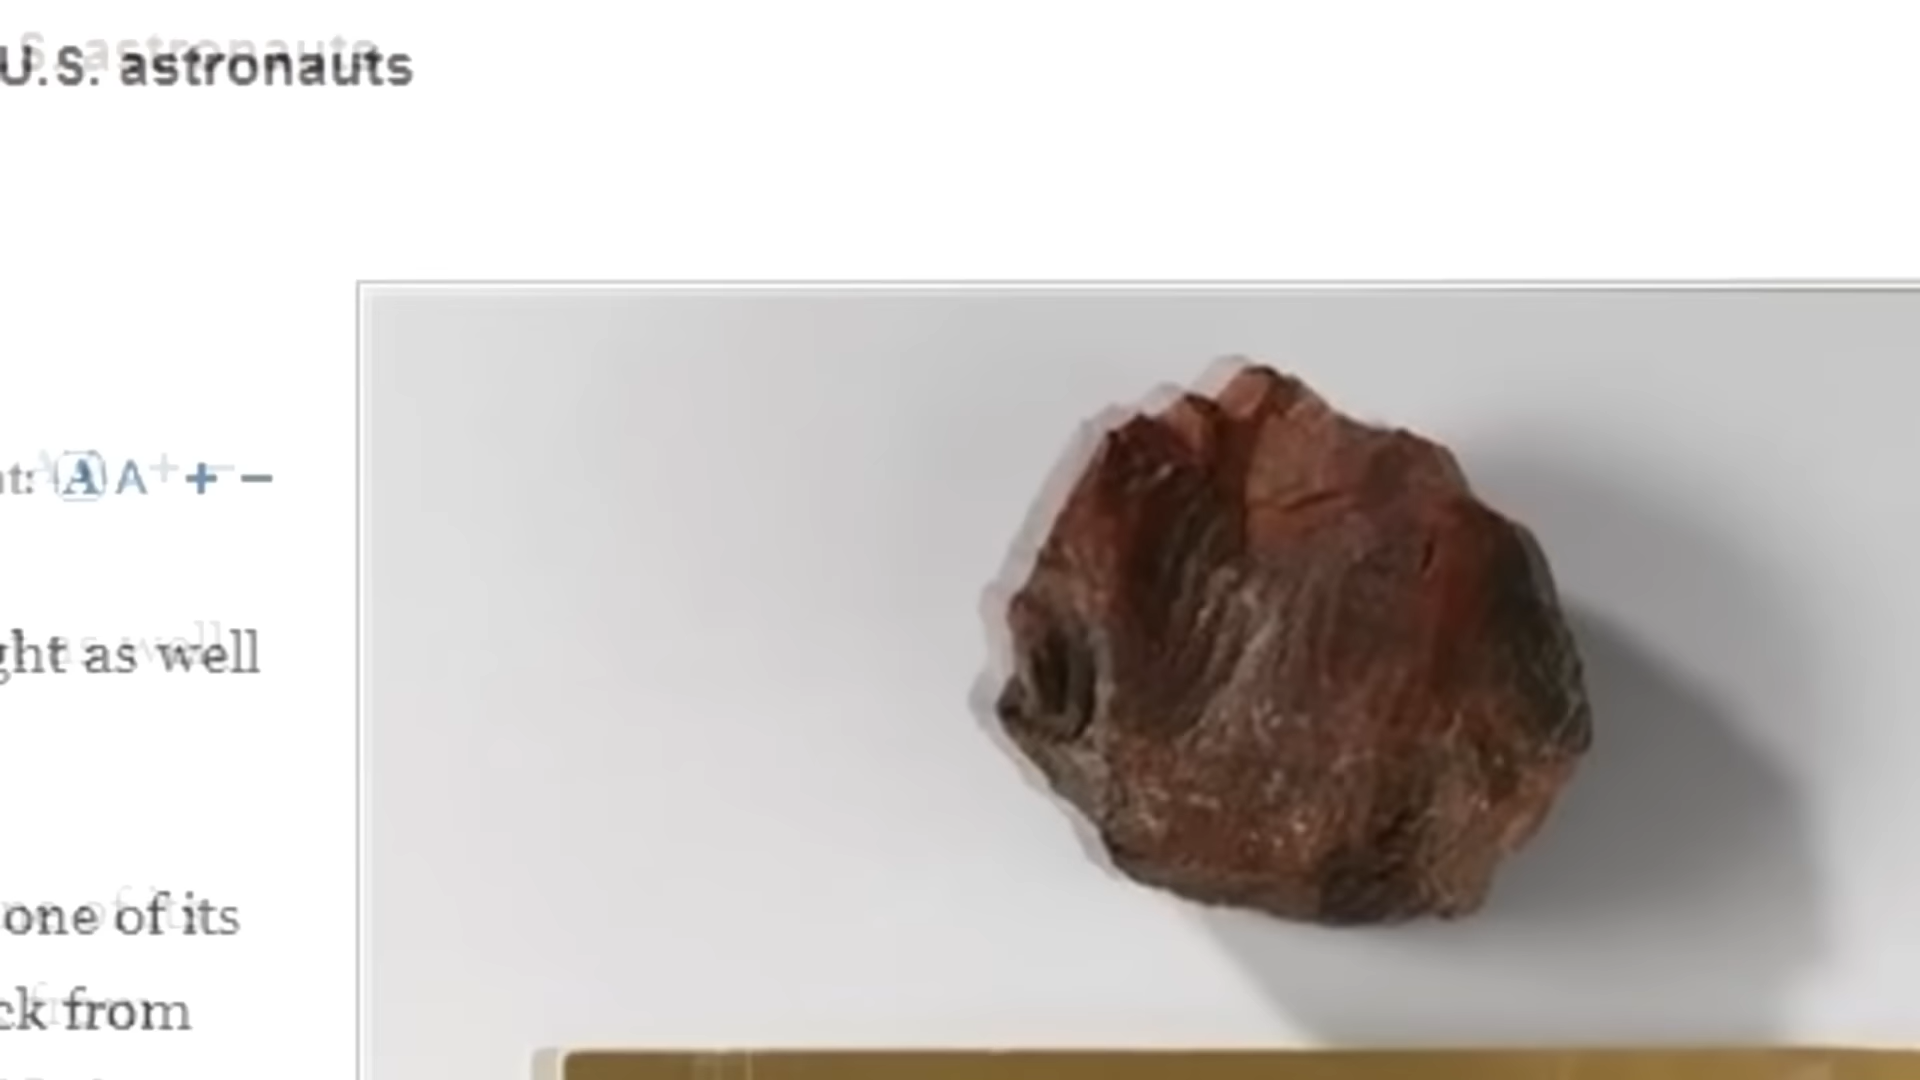 U.S. astronauts
t: A A + −
ght as well
one of its
ck from